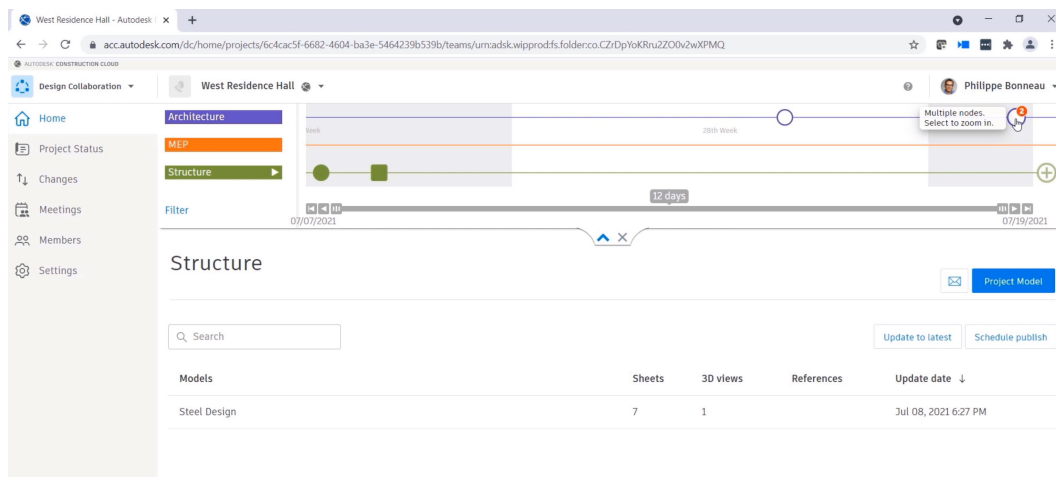 West Residence Hall - Autodesk
acc.autodesk.com/dc/home/projects/6c4cac5f-6682-4604-ba3e-5464239b539b/teams/urn:adsk.wipprod:fs.folder:co.CZrDpYoKRru2ZO0v2wXPMQ
AUTODESK CONSTRUCTION CLOUD
Design Collaboration
West Residence Hall
Philippe Bonneau
Home
Project Status
Changes
Meetings
Members
Settings
Architecture
MEP
Structure
Filter
Week
28th Week
Multiple nodes.
Select to zoom in.
2
12 days
07/07/2021
07/19/2021
Structure
Project Model
Search
Update to latest
Schedule publish
Models Sheets 3D views References Update date ↓
Steel Design 7 1 Jul 08, 2021 6:27 PM